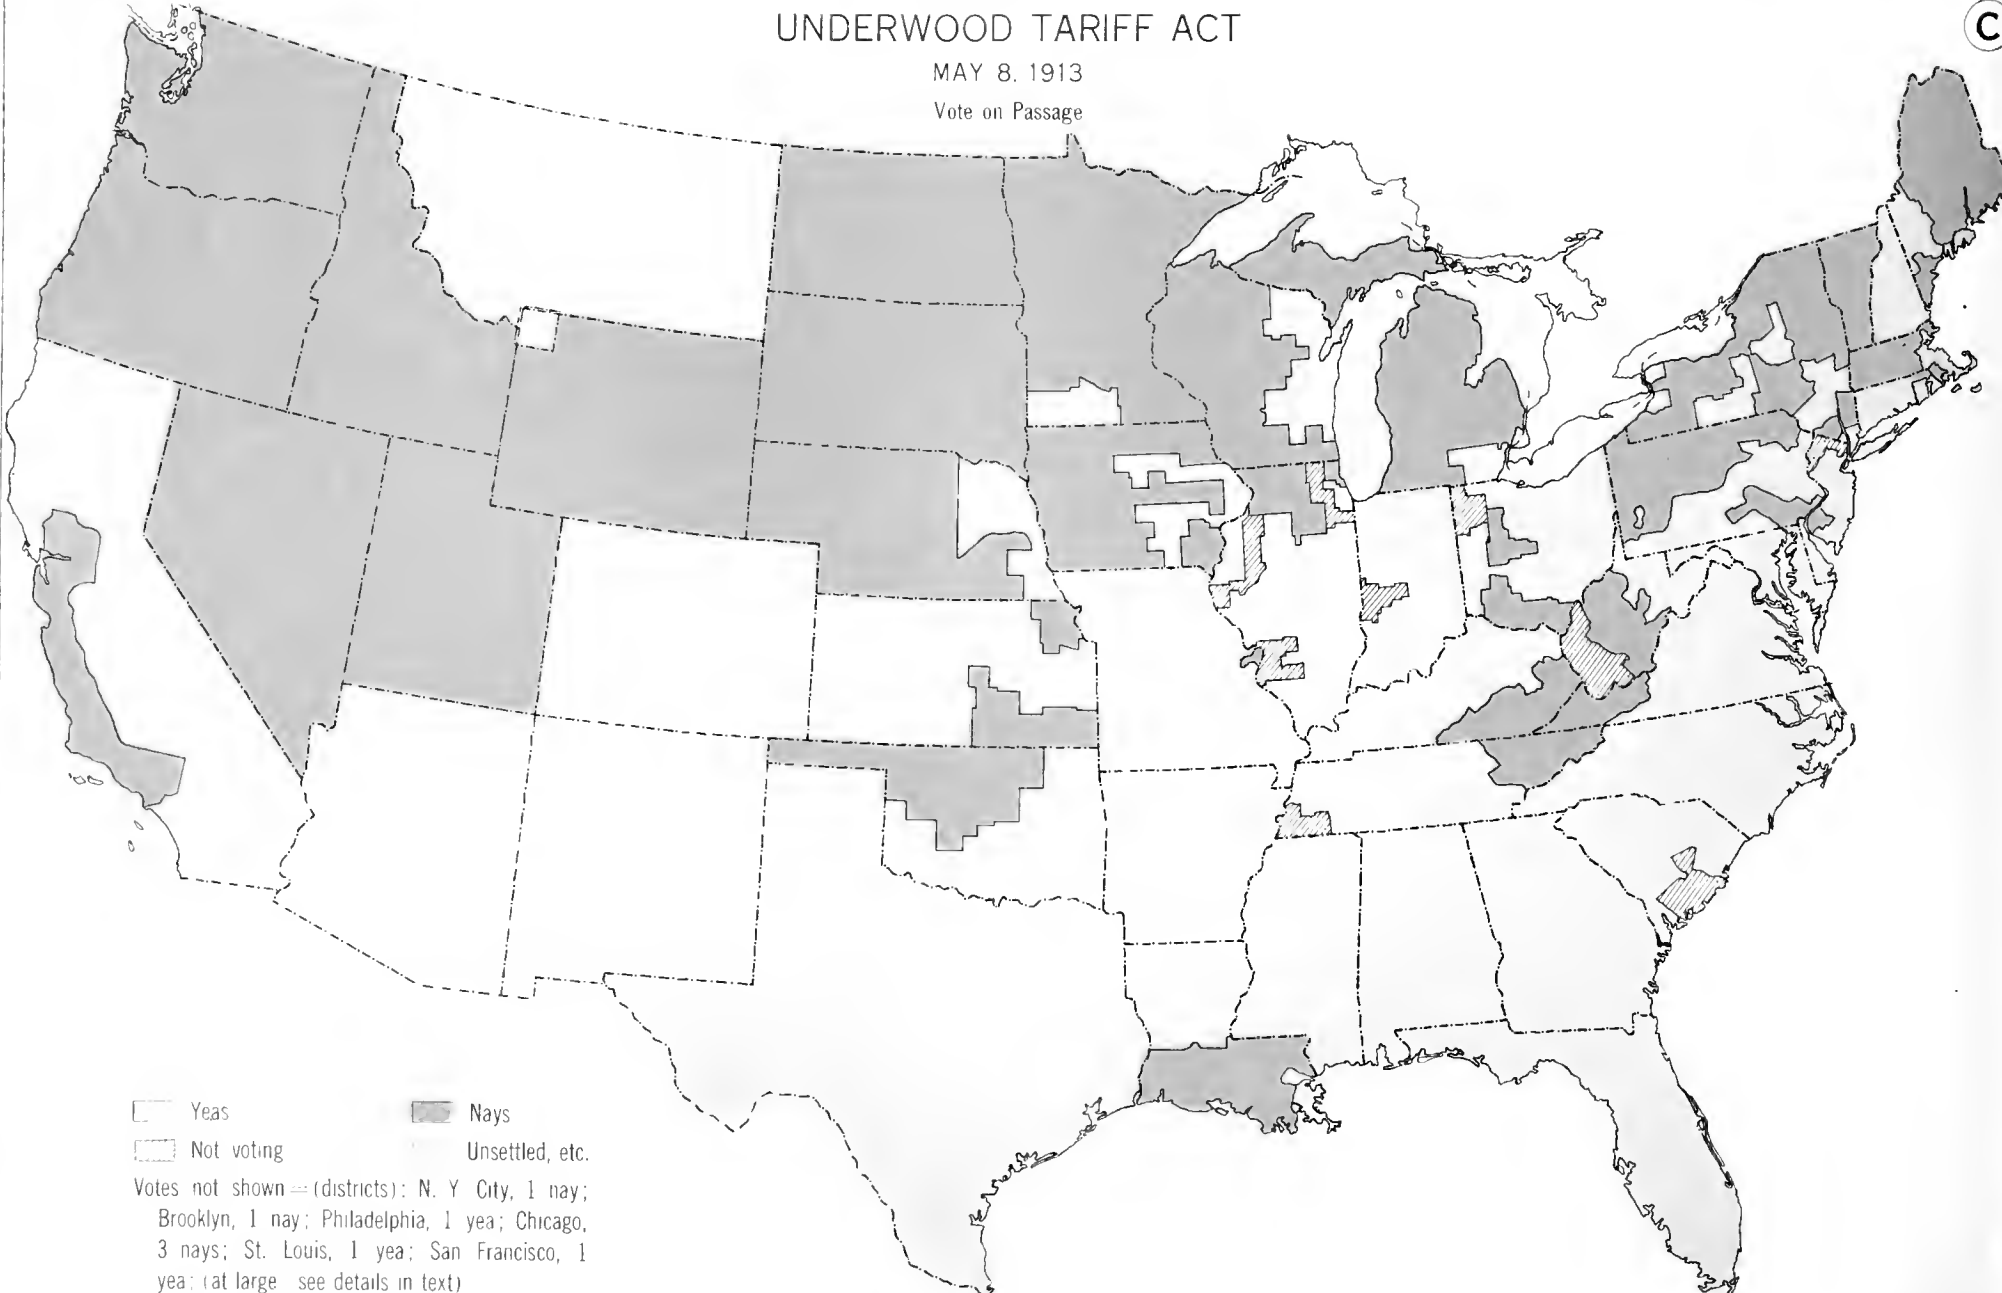 UNDERWOOD TARIFF ACT
C
MAY 8. 1913
Vote on Passage
Yeas
Nays
Not voting
Unsettled, etc.
Votes not shown = (districts): N. Y City, 1 nay;
Brooklyn, 1 nay; Philadelphia, 1 yea; Chicago,
3 nays; St. Louis, 1 yea; San Francisco, 1
yea; (at large see details in text)